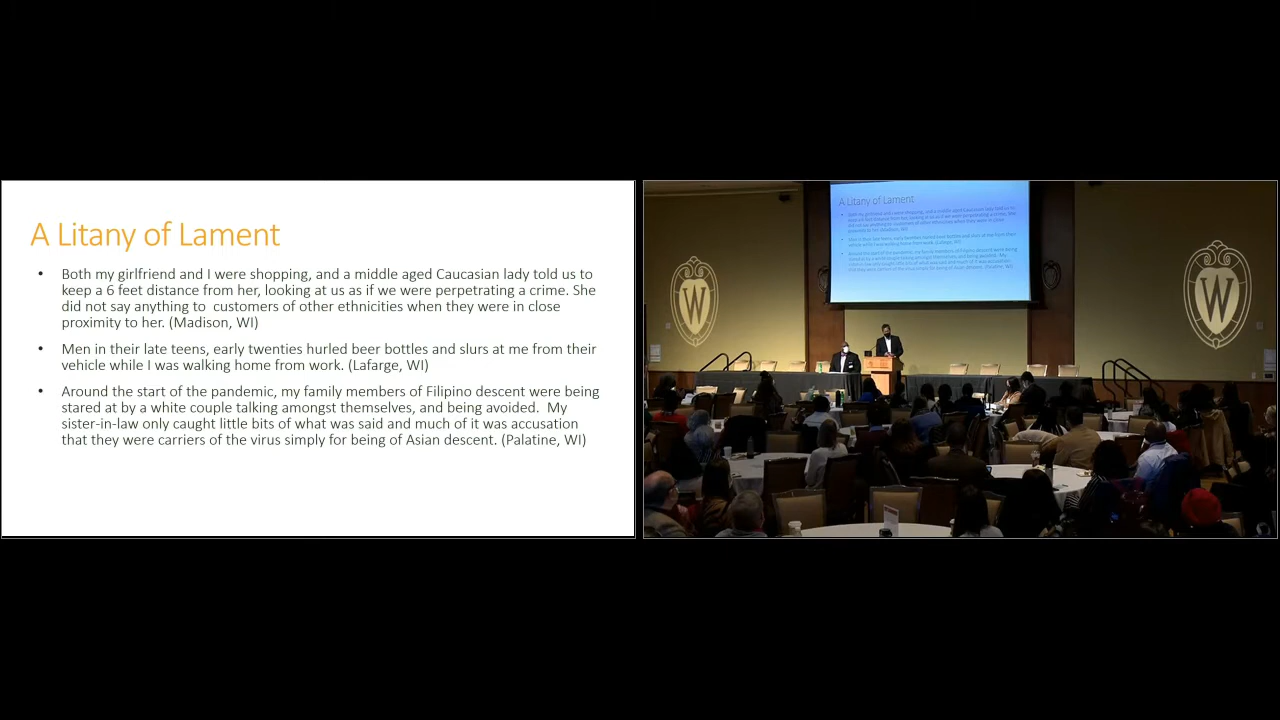 A Litany of Lament
• Both my girlfriend and I were shopping, and a middle aged Caucasian lady told us to
keep a 6 feet distance from her, looking at us as if we were perpetrating a crime. She
did not say anything to  customers of other ethnicities when they were in close
proximity to her. (Madison, WI)
• Men in their late teens, early twenties hurled beer bottles and slurs at me from their
vehicle while I was walking home from work. (Lafarge, WI)
• Around the start of the pandemic, my family members of Filipino descent were being
stared at by a white couple talking amongst themselves, and being avoided.  My
sister-in-law only caught little bits of what was said and much of it was accusation
that they were carriers of the virus simply for being of Asian descent. (Palatine, WI)
A Litany of Lament
W
W